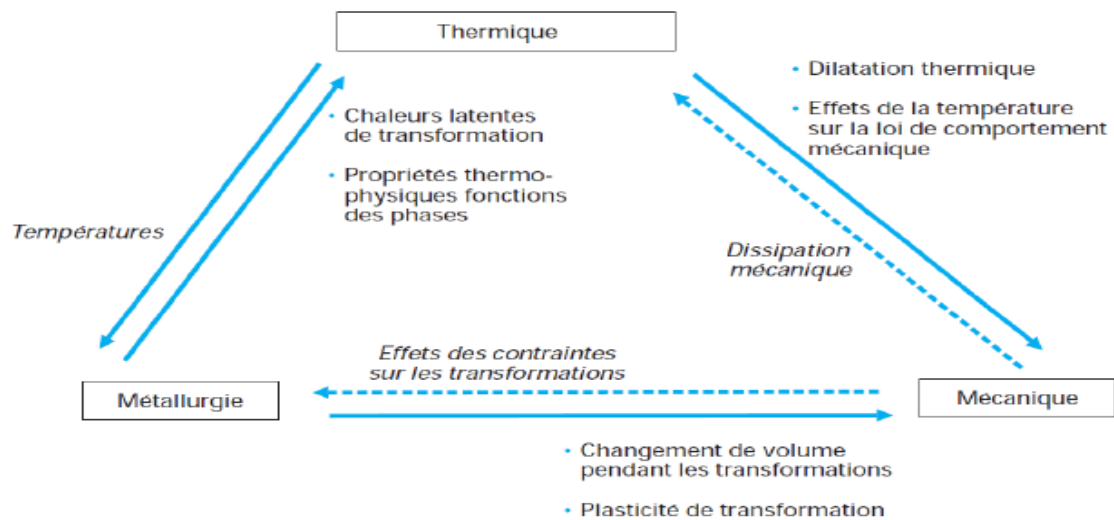 Thermique
• Dilatation thermique
• Effets de la température
sur la loi de comportement
mécanique
• Chaleurs latentes
de transformation
• Propriétés thermo-
physiques fonctions
des phases
Températures
Dissipation
mécanique
Effets des contraintes
sur les transformations
Métallurgie
Mécanique
• Changement de volume
pendant les transformations
• Plasticité de transformation